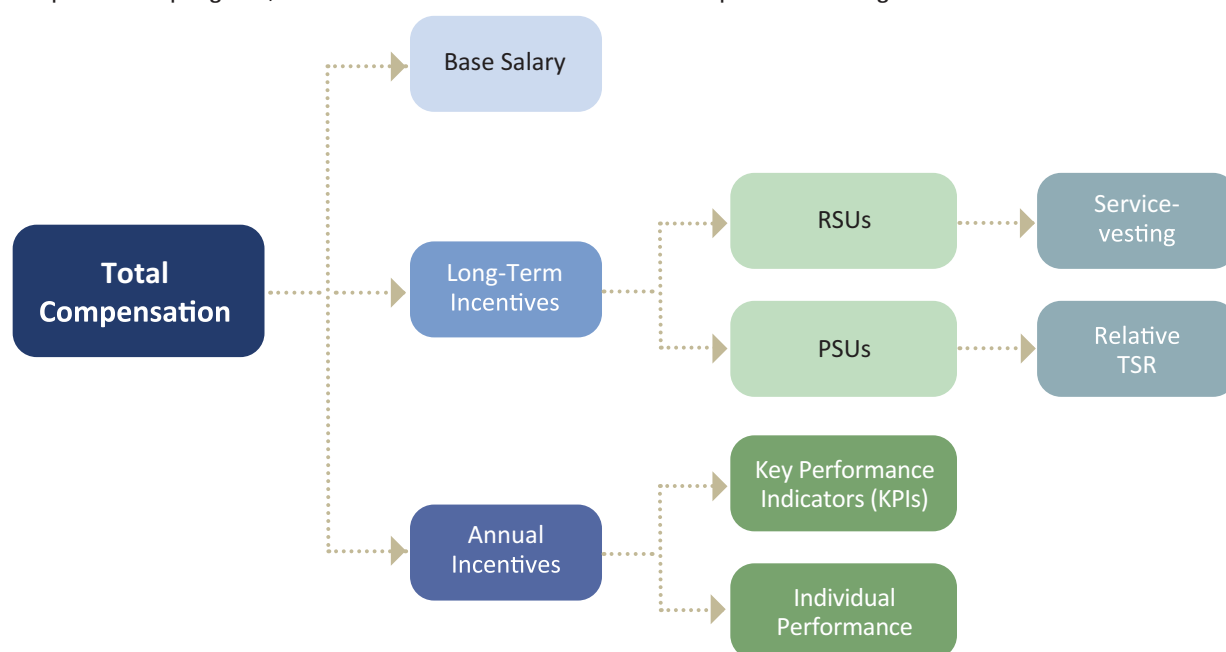 Base Salary
RSUs
Service-
vesting
Total
Compensation
Long-Term
Incentives
PSUs
Relative
TSR
Key Performance
Indicators (KPIs)
Annual
Incentives
Individual
Performance